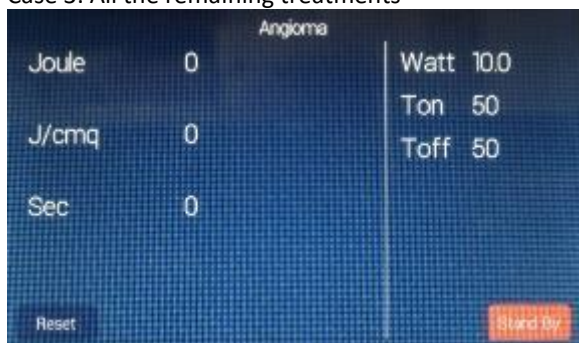 Case 3: All the remaining treatments
Angioma
Joule 0
J/cmq 0
Sec 0
Watt 10.0
Ton 50
Toff 50
Reset
Stand By